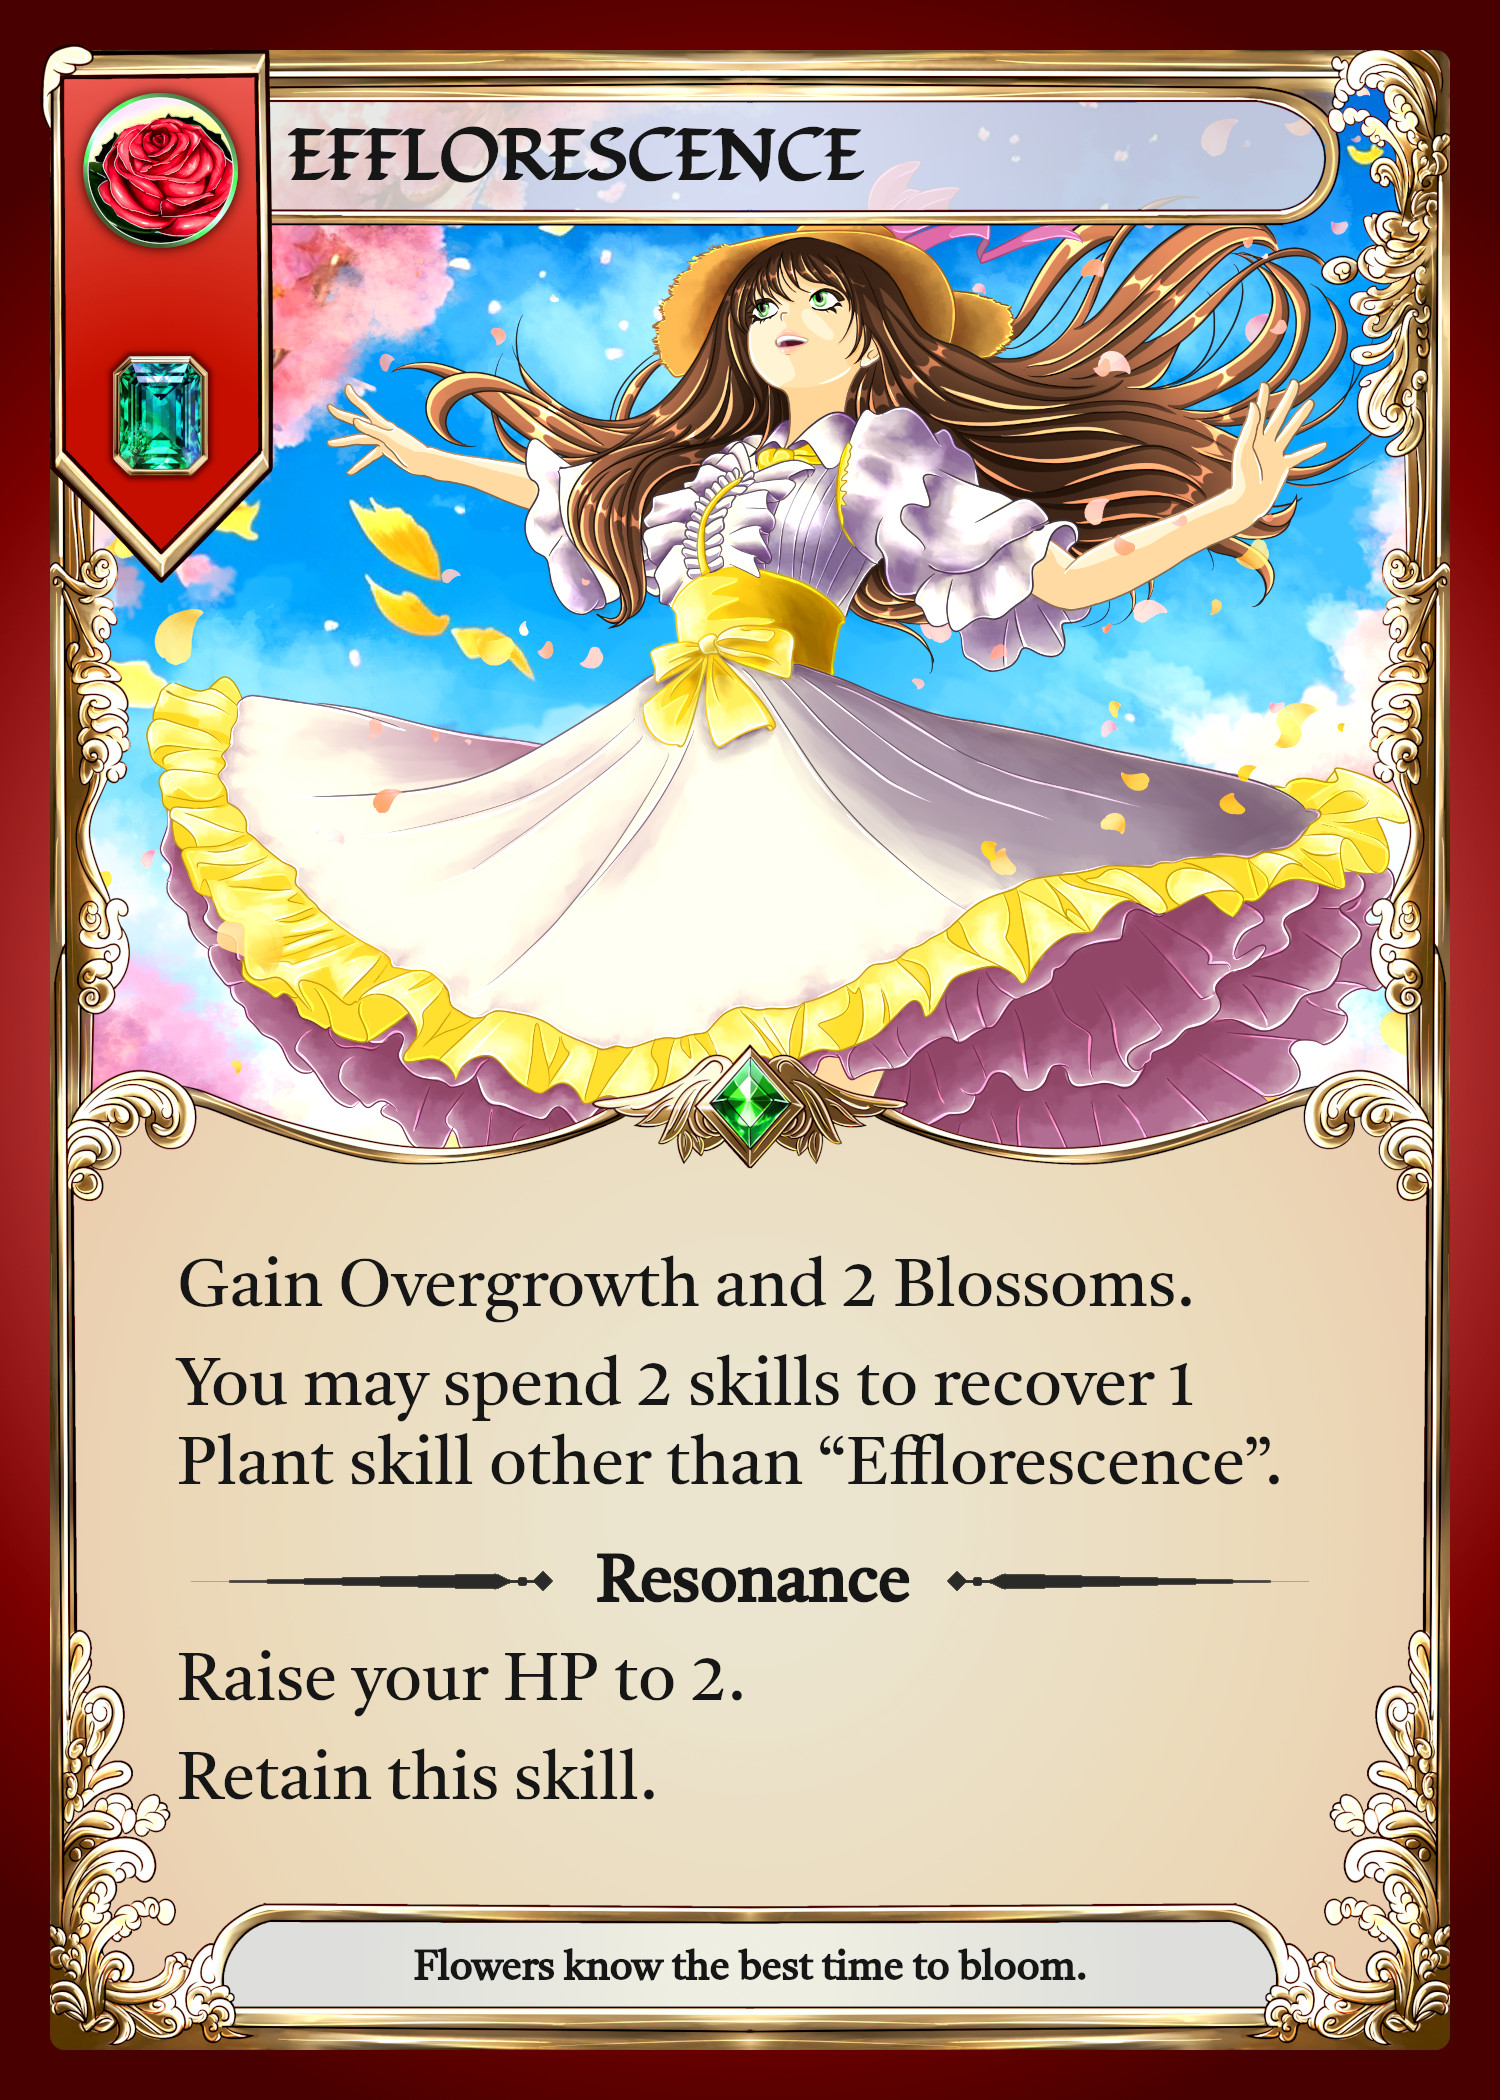 EFFLORESCENCE
Gain Overgrowth and 2 Blossoms.
You may spend 2 skills to recover 1
Plant skill other than “Efflorescence”.
Resonance
Raise your HP to 2.
Retain this skill.
Flowers know the best time to bloom.